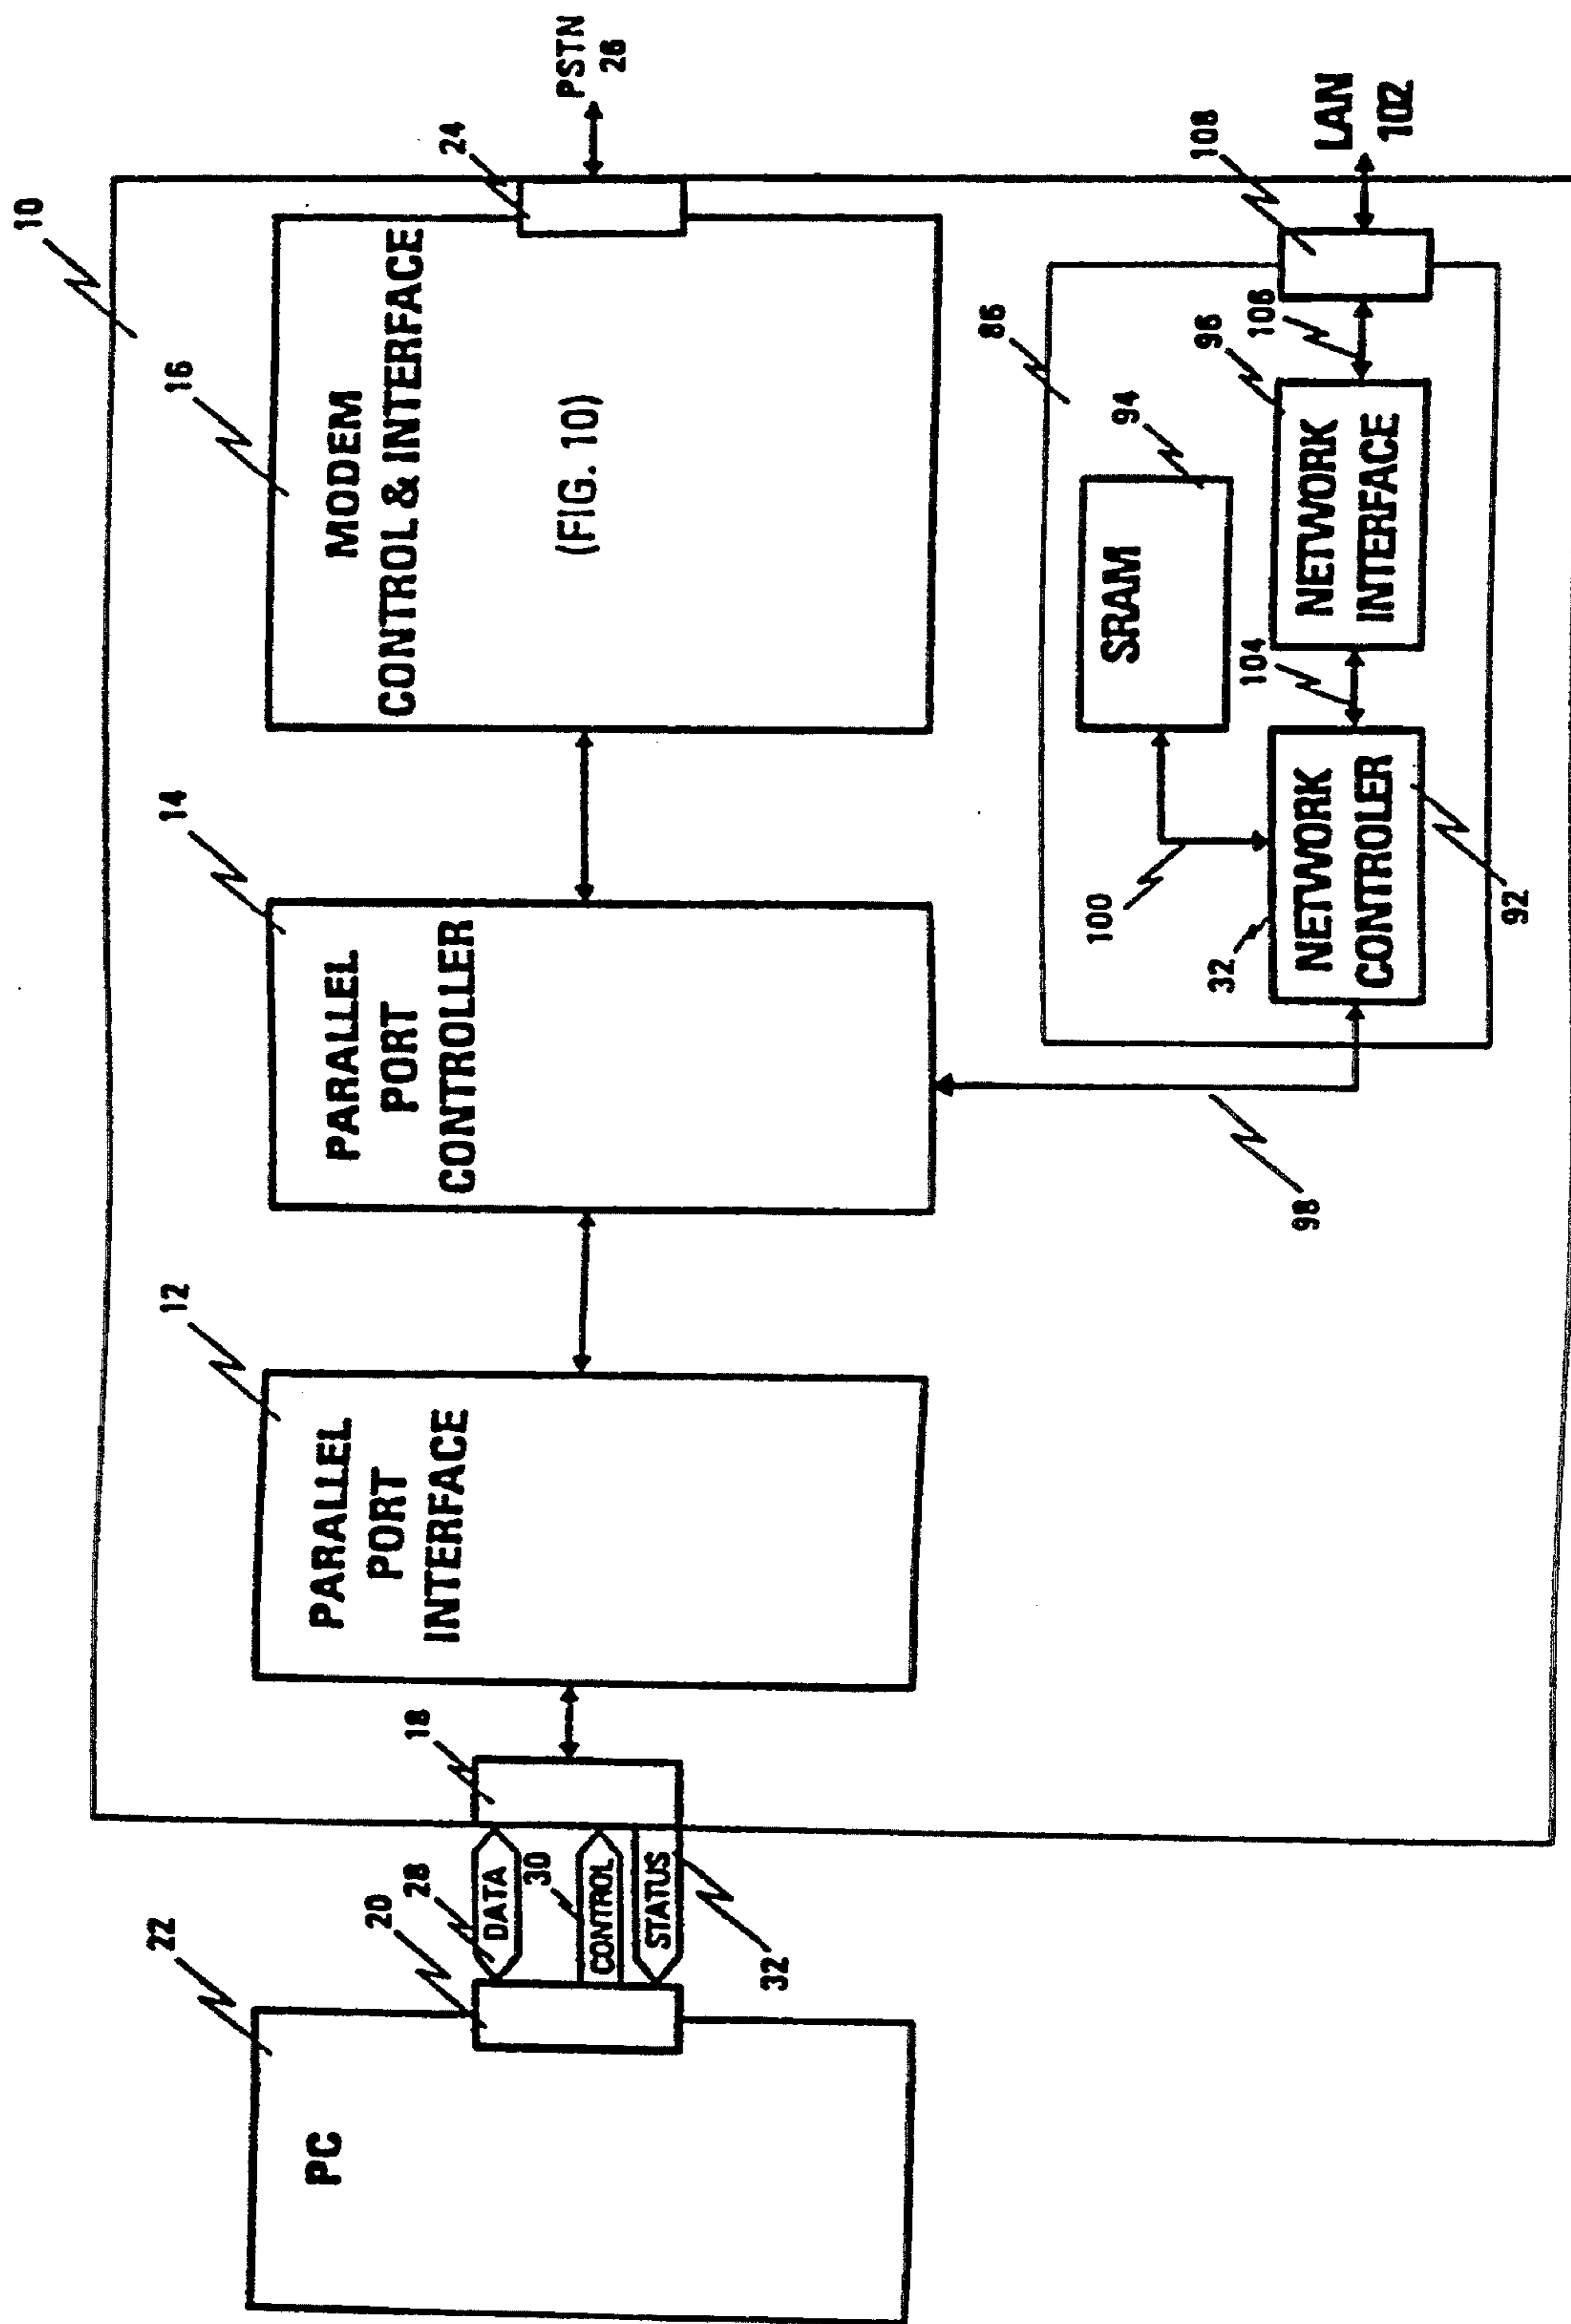 10
22
PC
20
28
DATA
30
CONTROL
STATUS
32
18
12
PARALLEL
PORT
INTERFACE
14
PARALLEL
PORT
CONTROLLER
16
MODEM
CONTROL & INTERFACE
(FIG. 10)
24
PSTN
26
98
86
32
100
NETWORK
CONTROLER
92
SRAM
94
104
NETWORK
INTERFACE
96
106
108
LAN
102